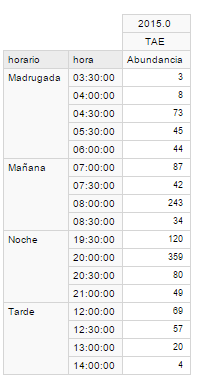 2015.0
TAE
horario hora Abundancia
Madrugada 03:30:00 3
04:00:00 8
04:30:00 73
05:30:00 45
06:00:00 44
Mañana 07:00:00 87
07:30:00 42
08:00:00 243
08:30:00 34
Noche 19:30:00 120
20:00:00 359
20:30:00 80
21:00:00 49
Tarde 12:00:00 69
12:30:00 57
13:00:00 20
14:00:00 4